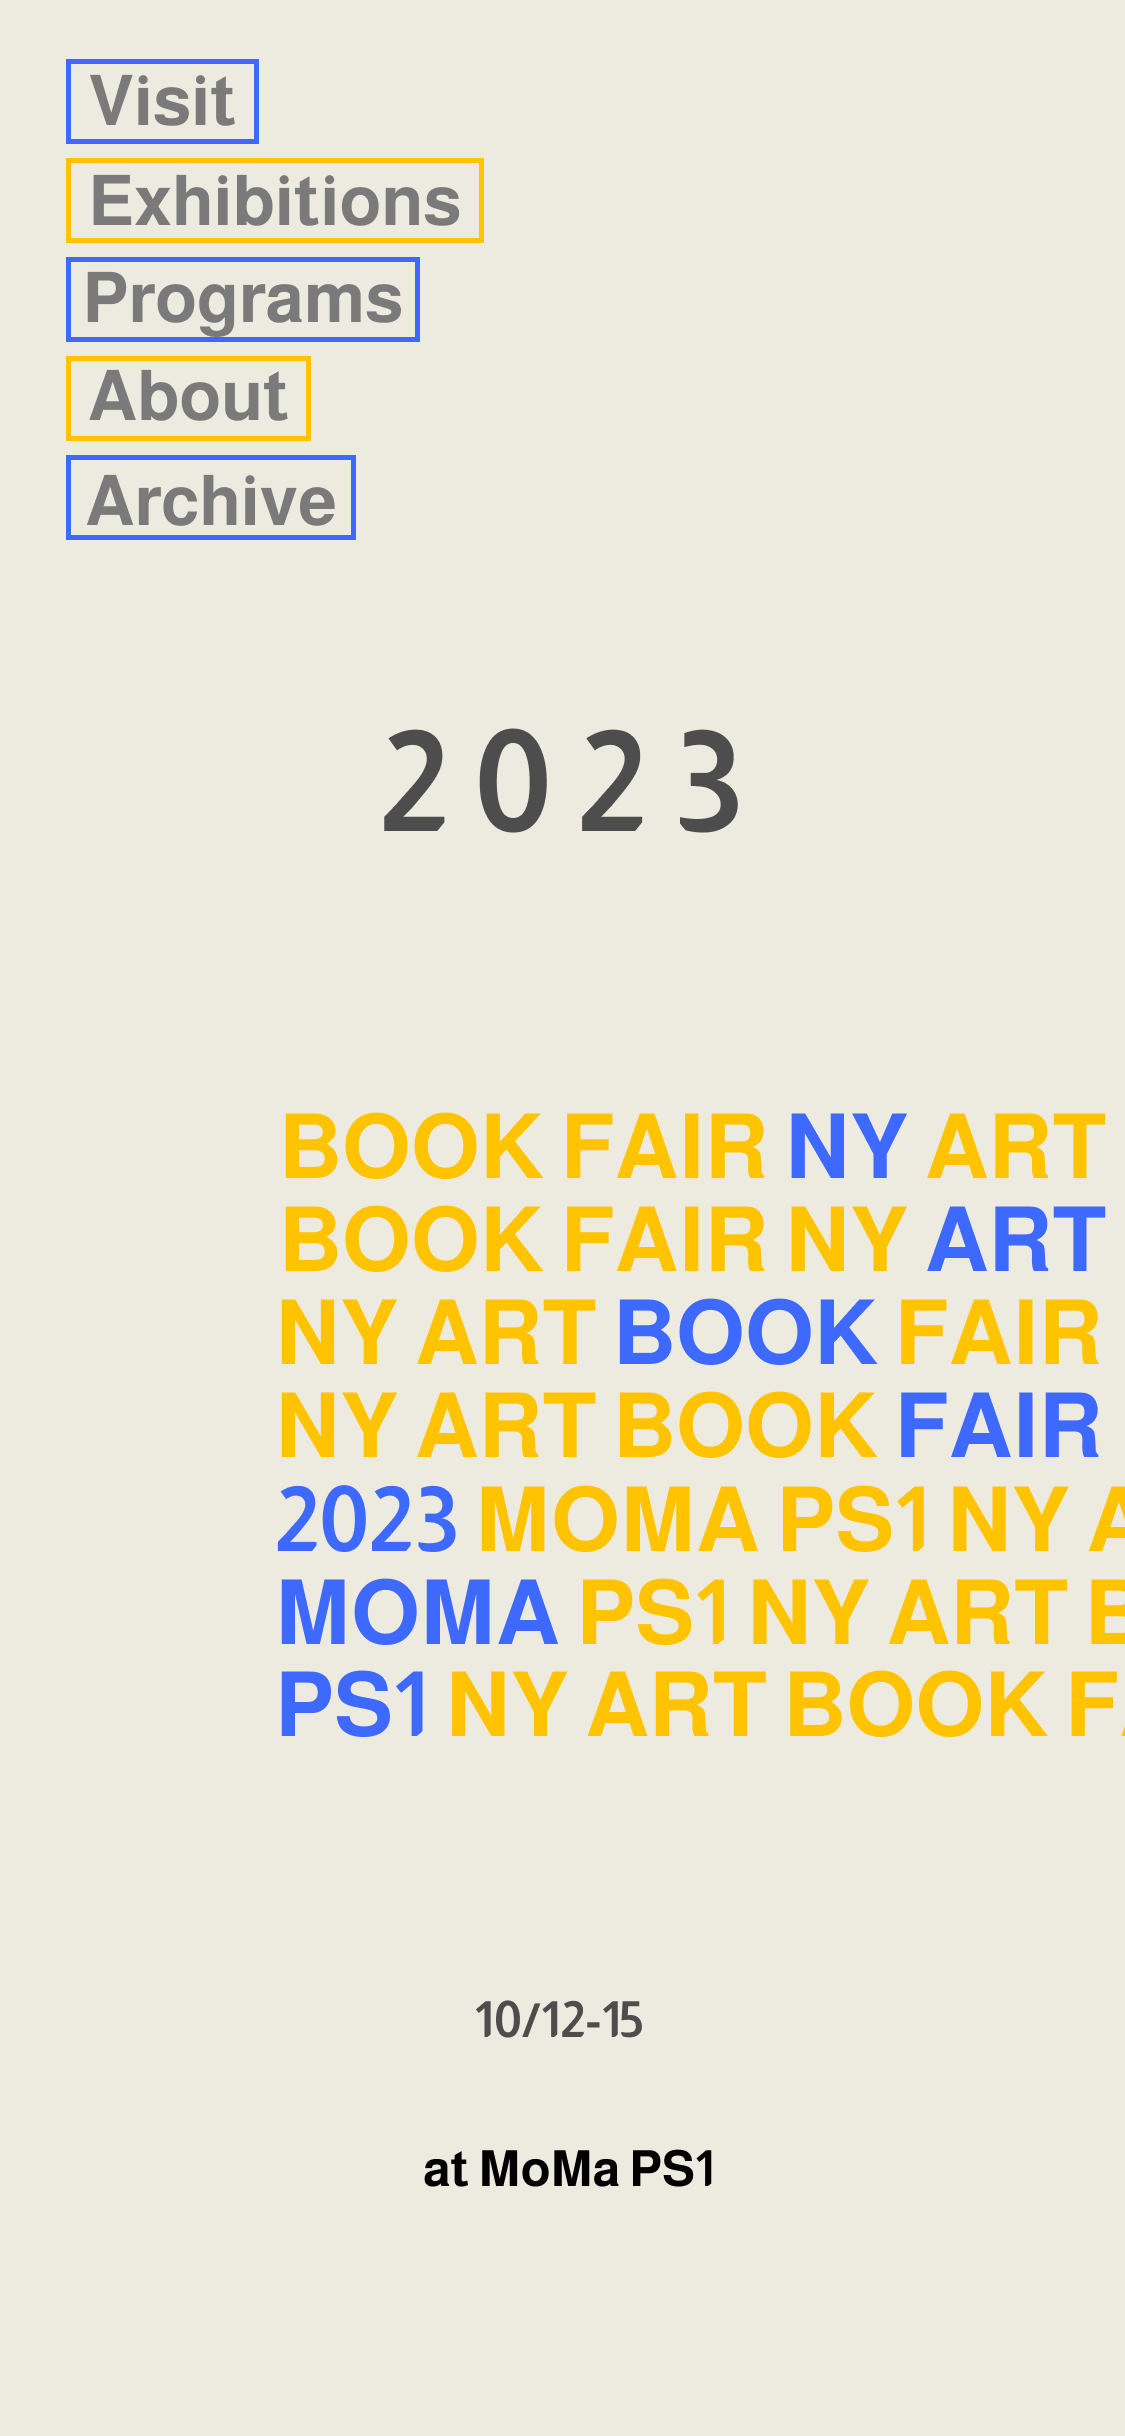 Visit
Exhibitions
Programs
About
Archive
2023
BOOK FAIR NY ART
BOOK FAIR NY ART
NY ART BOOK FAIR
NY ART BOOK FAIR
2023 MOMA PS1 NY A
MOMA PS1 NY ART B
PS1 NY ART BOOK FA
10/12-15
at MoMa PS1